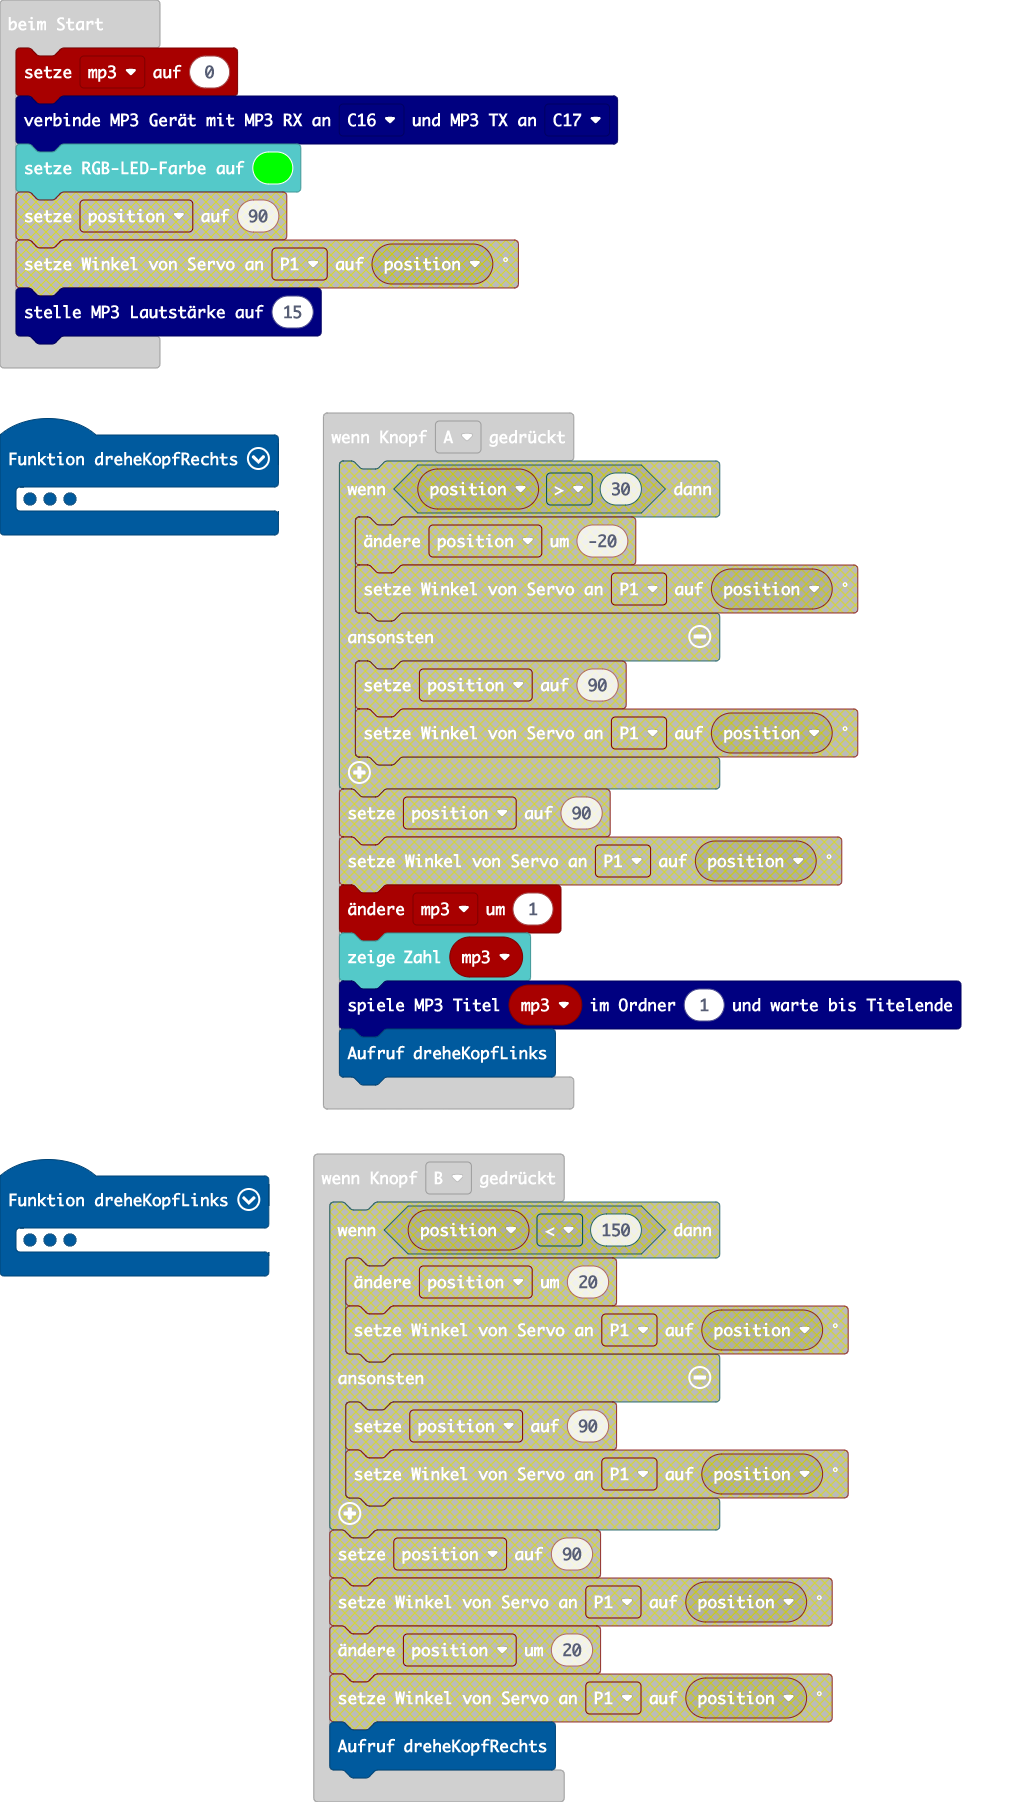 beim Start
setze mp3 auf 0
verbinde MP3 Gerät mit MP3 RX an C16 und MP3 TX an C17
setze RGB-LED-Farbe auf
setze position auf 90
setze Winkel von Servo an P1 auf position °
stelle MP3 Lautstärke auf 15
Funktion dreheKopfRechts
wenn Knopf A gedrückt
wenn position > 30 dann
ändere position um -20
setze Winkel von Servo an P1 auf position °
ansonsten
setze position auf 90
setze Winkel von Servo an P1 auf position °
setze position auf 90
setze Winkel von Servo an P1 auf position °
ändere mp3 um 1
zeige Zahl mp3
spiele MP3 Titel mp3 im Ordner 1 und warte bis Titelende
Aufruf dreheKopfLinks
Funktion dreheKopfLinks
wenn Knopf B gedrückt
wenn position < 150 dann
ändere position um 20
setze Winkel von Servo an P1 auf position °
ansonsten
setze position auf 90
setze Winkel von Servo an P1 auf position °
setze position auf 90
setze Winkel von Servo an P1 auf position °
ändere position um 20
setze Winkel von Servo an P1 auf position °
Aufruf dreheKopfRechts